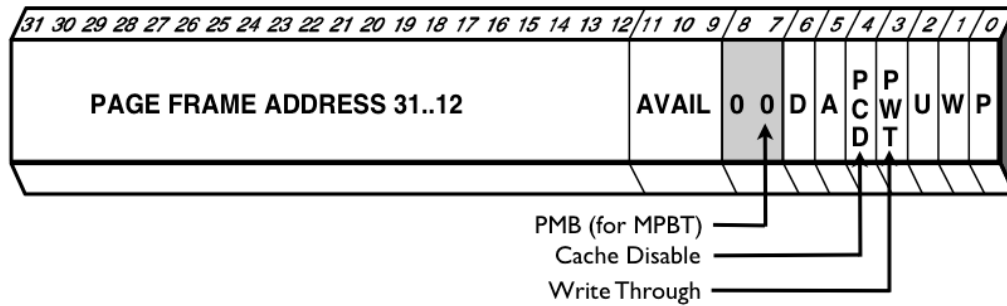 31 30 29 28 27 26 25 24 23 22 21 20 19 18 17 16 15 14 13 12 11 10 9 8 7 6 5 4 3 2 1 0
PAGE FRAME ADDRESS 31..12 AVAIL 0 0 D A PCD PWT U W P
PMB (for MPBT)
Cache Disable
Write Through